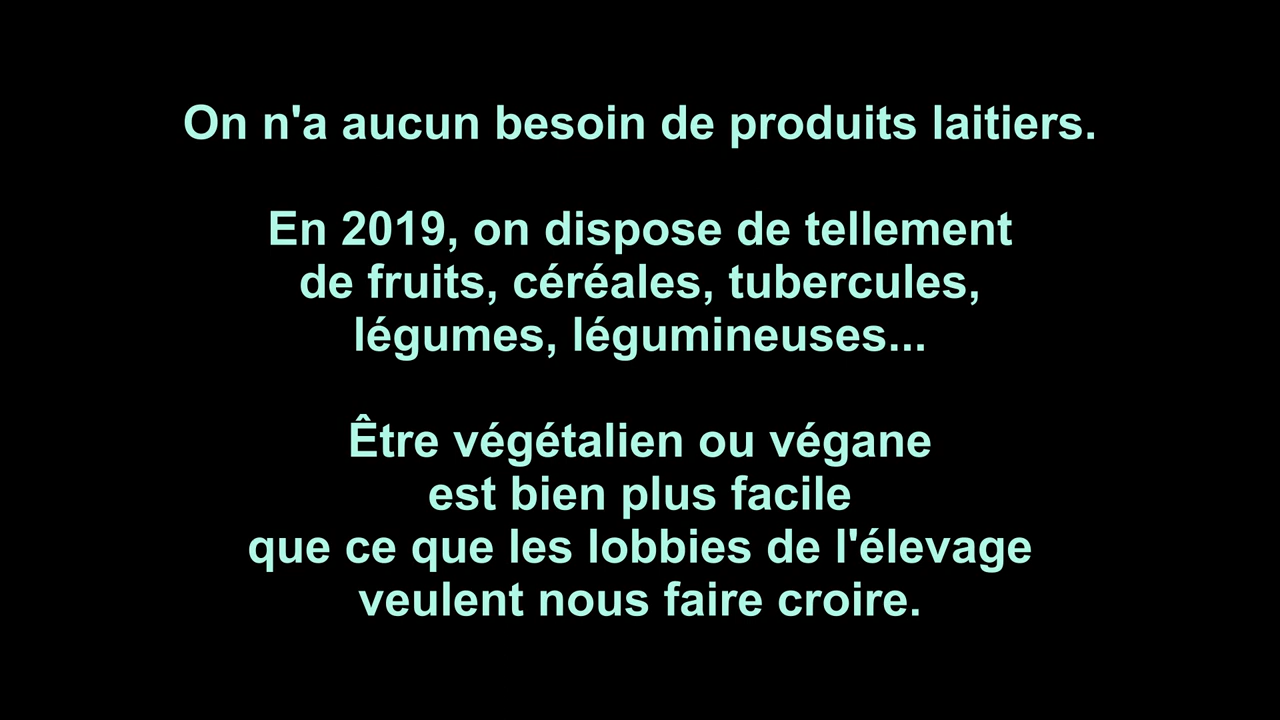 On n'a aucun besoin de produits laitiers.
En 2019, on dispose de tellement
de fruits, céréales, tubercules,
légumes, légumineuses...
Être végétalien ou végane
est bien plus facile
que ce que les lobbies de l'élevage
veulent nous faire croire.